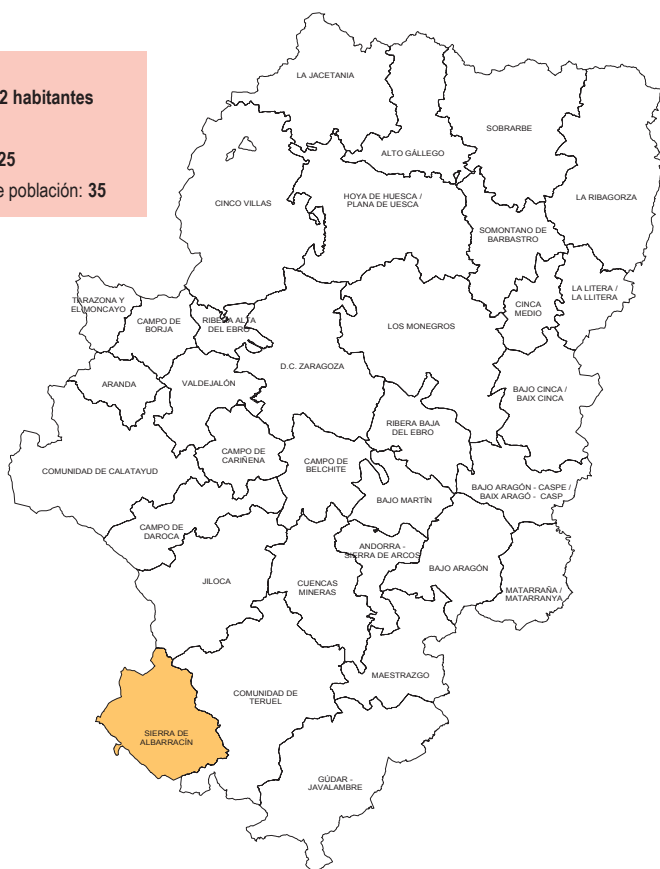 2 habitantes
25
e población: 35
LA JACETANIA
SOBRARBE
ALTO GÁLLEGO
LA RIBAGORZA
HOYA DE HUESCA /
PLANA DE UESCA
CINCO VILLAS
SOMONTANO DE
BARBASTRO
LA LITERA /
LA LLITERA
TARAZONA Y
EL MONCAYO
CINCA
MEDIO
CAMPO DE
BORJA
RIBERA ALTA
DEL EBRO
LOS MONEGROS
D.C. ZARAGOZA
ARANDA
VALDEJALÓN
BAJO CINCA /
BAIX CINCA
RIBERA BAJA
DEL EBRO
CAMPO DE
CARIÑENA
CAMPO DE
BELCHITE
COMUNIDAD DE CALATAYUD
BAJO ARAGÓN - CASPE /
BAIX ARAGÓ - CASP
BAJO MARTÍN
CAMPO DE
DAROCA
ANDORRA -
SIERRA DE ARCOS
BAJO ARAGÓN
JILOCA
CUENCAS
MINERAS
MATARRAÑA /
MATARRANYA
MAESTRAZGO
COMUNIDAD DE
TERUEL
SIERRA DE
ALBARRACÍN
GÚDAR -
JAVALAMBRE